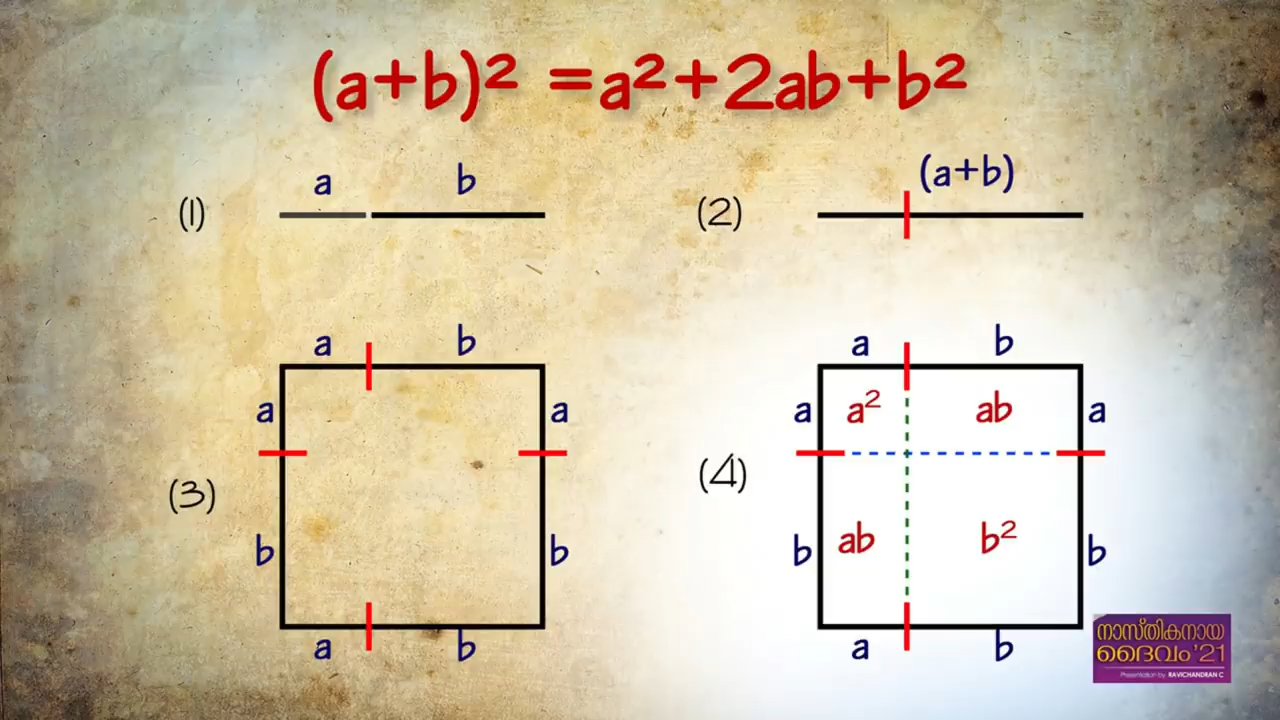 (a+b)² =a²+2ab+b²
a b
(1)
(a+b)
(2)
a b
a a
(3)
b b
a b
a b
a a² ab a
(4)
b ab b² b
a b
നാസ്തികനായ
ദൈവം '21
Presentation by RAVICHANDRAN C